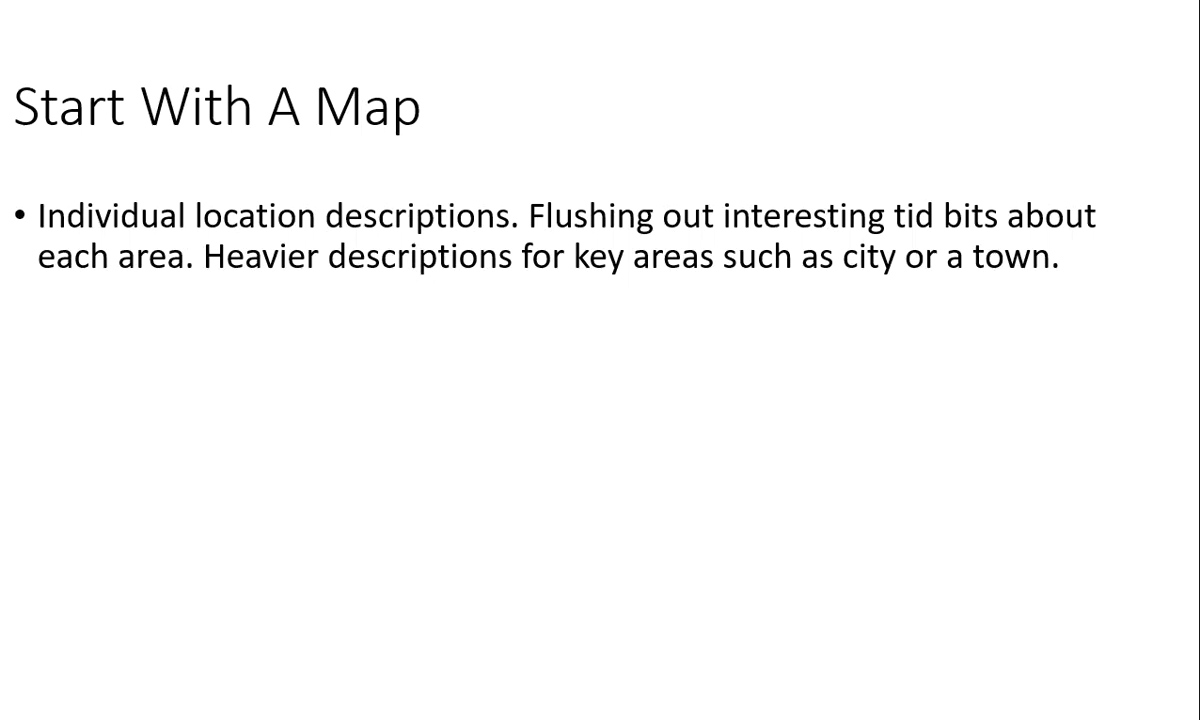 Start With A Map
• Individual location descriptions. Flushing out interesting tid bits about
each area. Heavier descriptions for key areas such as city or a town.